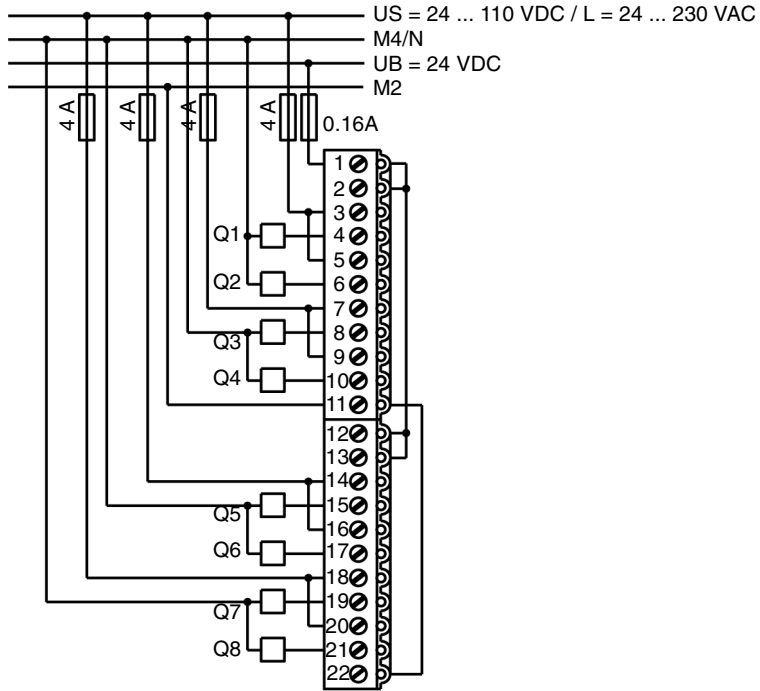 US = 24 ... 110 VDC / L = 24 ... 230 VAC
M4/N
UB = 24 VDC
M2
4 A
4 A
4 A
4 A
0.16A
1
2
3
Q1
4
5
Q2
6
7
Q3
8
9
Q4
10
11
12
13
14
Q5
15
16
Q6
17
18
Q7
19
20
Q8
21
22